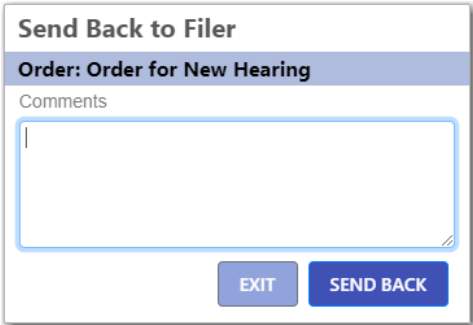 Send Back to Filer
Order: Order for New Hearing
Comments
EXIT SEND BACK